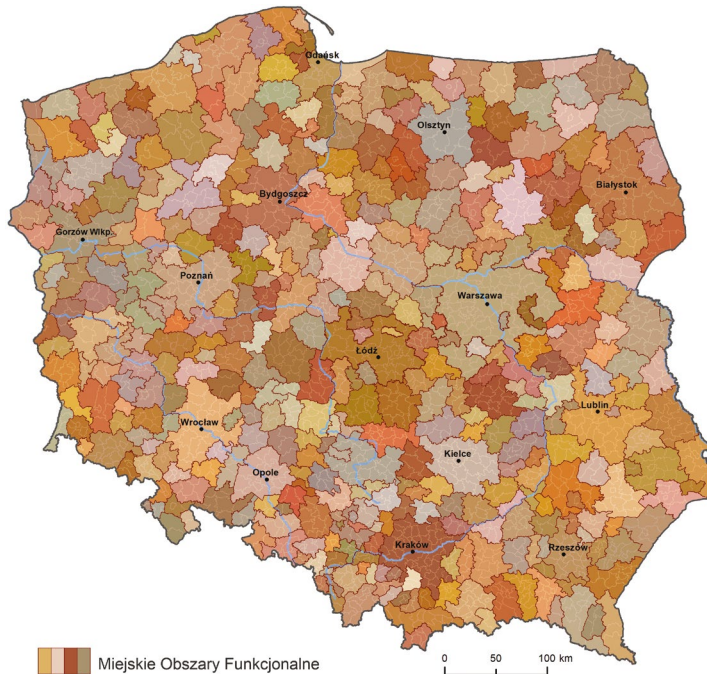 Gdańsk
Olsztyn
Białystok
Bydgoszcz
Gorzów Wlkp.
Poznań
Warszawa
Łódź
Lublin
Wrocław
Kielce
Opole
Kraków
Rzeszów
Miejskie Obszary Funkcjonalne
0 50 100 km